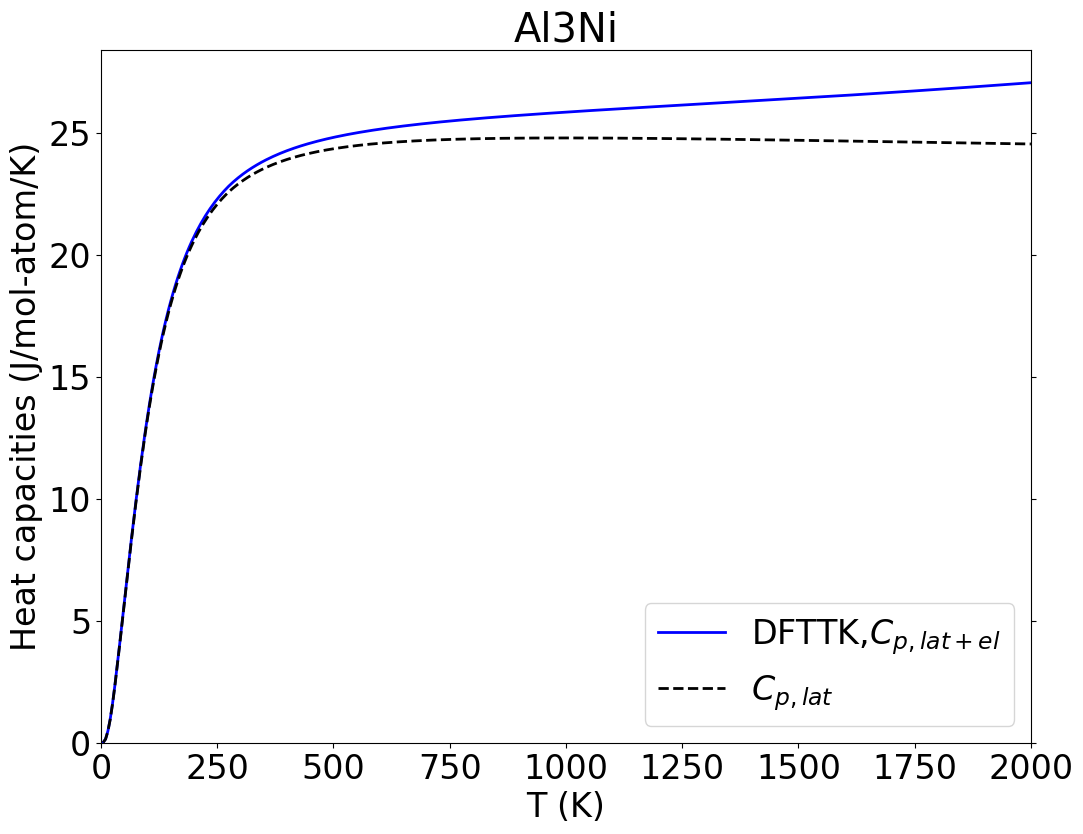 Al3Ni
Heat capacities (J/mol-atom/K)
25
20
15
10
5
0
0 250 500 750 1000 1250 1500 1750 2000
T (K)
DFTTK,C_{p, lat+el}
C_{p, lat}